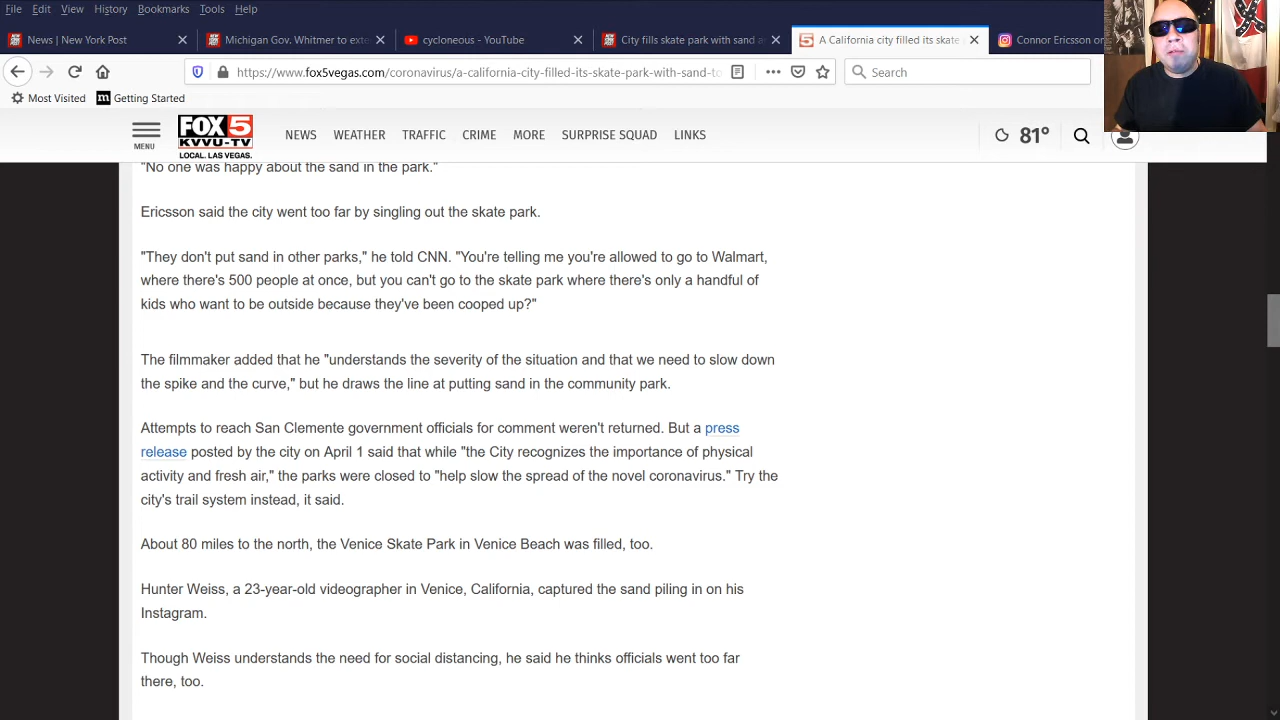 File Edit View History Bookmarks Tools Help
News | New York Post
Michigan Gov. Whitmer to exte
cycloneous - YouTube
City fills skate park with sand a
A California city filled its skate
Connor Ericsson on
https://www.fox5vegas.com/coronavirus/a-california-city-filled-its-skate-park-with-sand-to
Search
Most Visited
Getting Started
MENU
FOX 5
KVVU-TV
LOCAL. LAS VEGAS.
NEWS WEATHER TRAFFIC CRIME MORE SURPRISE SQUAD LINKS
81°
"No one was happy about the sand in the park."
Ericsson said the city went too far by singling out the skate park.
"They don't put sand in other parks," he told CNN. "You're telling me you're allowed to go to Walmart,
where there's 500 people at once, but you can't go to the skate park where there's only a handful of
kids who want to be outside because they've been cooped up?"
The filmmaker added that he "understands the severity of the situation and that we need to slow down
the spike and the curve," but he draws the line at putting sand in the community park.
Attempts to reach San Clemente government officials for comment weren't returned. But a press
release posted by the city on April 1 said that while "the City recognizes the importance of physical
activity and fresh air," the parks were closed to "help slow the spread of the novel coronavirus." Try the
city's trail system instead, it said.
About 80 miles to the north, the Venice Skate Park in Venice Beach was filled, too.
Hunter Weiss, a 23-year-old videographer in Venice, California, captured the sand piling in on his
Instagram.
Though Weiss understands the need for social distancing, he said he thinks officials went too far
there, too.